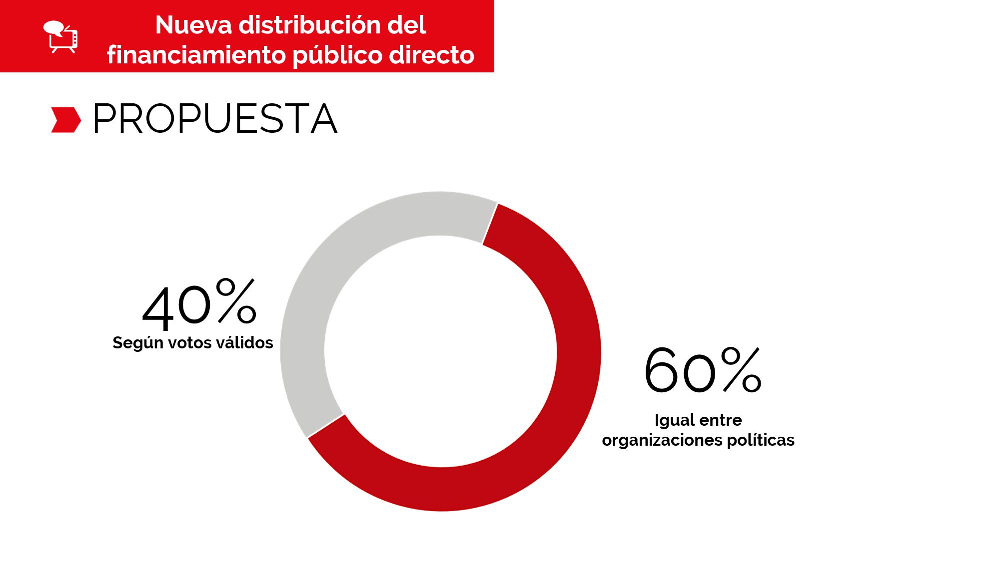 Nueva distribución del
financiamiento público directo
PROPUESTA
40%
Según votos válidos
60%
Igual entre
organizaciones políticas